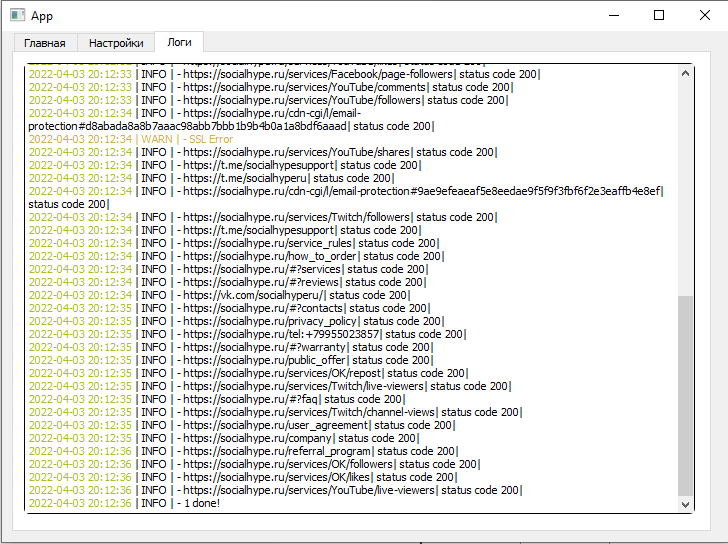 App
Главная Настройки Логи
2022-04-03 20:12:33 | INFO | - https://socialhype.ru/services/Facebook/page-followers| status code 200|
2022-04-03 20:12:33 | INFO | - https://socialhype.ru/services/YouTube/comments| status code 200|
2022-04-03 20:12:33 | INFO | - https://socialhype.ru/services/YouTube/followers| status code 200|
2022-04-03 20:12:34 | INFO | - https://socialhype.ru/cdn-cgi/l/email-
protection#d8abada8a8b7aaac98abb7bbb1b9b4b0a1a8bdf6aaad| status code 200|
2022-04-03 20:12:34 | WARN | - SSL Error
2022-04-03 20:12:34 | INFO | - https://socialhype.ru/services/YouTube/shares| status code 200|
2022-04-03 20:12:34 | INFO | - https://t.me/socialhypesupport| status code 200|
2022-04-03 20:12:34 | INFO | - https://t.me/socialhyperu| status code 200|
2022-04-03 20:12:34 | INFO | - https://socialhype.ru/cdn-cgi/l/email-protection#9ae9efeaeaf5e8eedae9f5f9f3fbf6f2e3eaffb4e8ef|
status code 200|
2022-04-03 20:12:34 | INFO | - https://socialhype.ru/services/Twitch/followers| status code 200|
2022-04-03 20:12:34 | INFO | - https://t.me/socialhypesupport| status code 200|
2022-04-03 20:12:34 | INFO | - https://socialhype.ru/service_rules| status code 200|
2022-04-03 20:12:34 | INFO | - https://socialhype.ru/how_to_order| status code 200|
2022-04-03 20:12:34 | INFO | - https://socialhype.ru/#?services| status code 200|
2022-04-03 20:12:34 | INFO | - https://socialhype.ru/#?reviews| status code 200|
2022-04-03 20:12:34 | INFO | - https://vk.com/socialhyperu/| status code 200|
2022-04-03 20:12:35 | INFO | - https://socialhype.ru/#?contacts| status code 200|
2022-04-03 20:12:35 | INFO | - https://socialhype.ru/privacy_policy| status code 200|
2022-04-03 20:12:35 | INFO | - https://socialhype.ru/tel:+79955023857| status code 200|
2022-04-03 20:12:35 | INFO | - https://socialhype.ru/#?warranty| status code 200|
2022-04-03 20:12:35 | INFO | - https://socialhype.ru/public_offer| status code 200|
2022-04-03 20:12:35 | INFO | - https://socialhype.ru/services/OK/repost| status code 200|
2022-04-03 20:12:35 | INFO | - https://socialhype.ru/services/Twitch/live-viewers| status code 200|
2022-04-03 20:12:35 | INFO | - https://socialhype.ru/#?faq| status code 200|
2022-04-03 20:12:35 | INFO | - https://socialhype.ru/services/Twitch/channel-views| status code 200|
2022-04-03 20:12:35 | INFO | - https://socialhype.ru/user_agreement| status code 200|
2022-04-03 20:12:35 | INFO | - https://socialhype.ru/company| status code 200|
2022-04-03 20:12:36 | INFO | - https://socialhype.ru/referral_program| status code 200|
2022-04-03 20:12:36 | INFO | - https://socialhype.ru/services/OK/followers| status code 200|
2022-04-03 20:12:36 | INFO | - https://socialhype.ru/services/OK/likes| status code 200|
2022-04-03 20:12:36 | INFO | - https://socialhype.ru/services/YouTube/live-viewers| status code 200|
2022-04-03 20:12:36 | INFO | - 1 done!